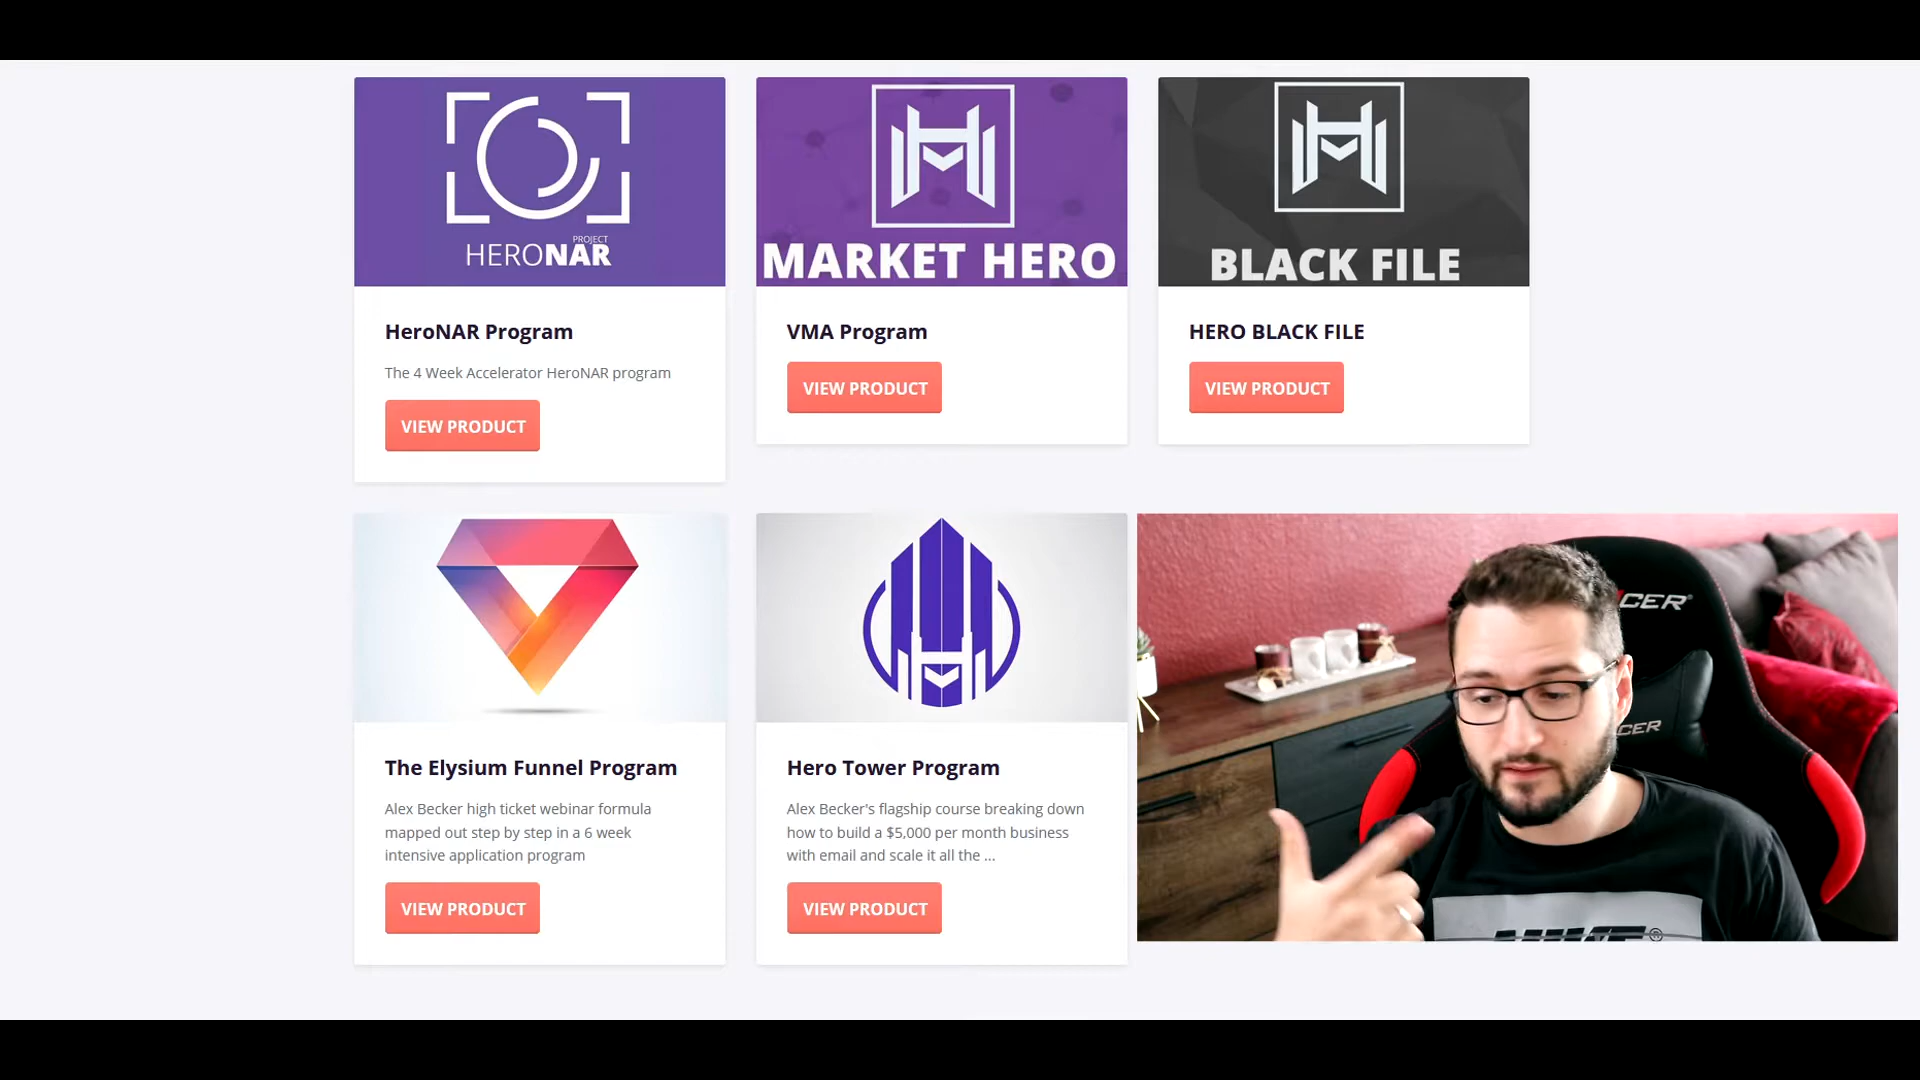 PROJECT
HERONAR
MARKET HERO
BLACK FILE
HeroNAR Program
The 4 Week Accelerator HeroNAR program
VIEW PRODUCT
VMA Program
VIEW PRODUCT
HERO BLACK FILE
VIEW PRODUCT
The Elysium Funnel Program
Alex Becker high ticket webinar formula
mapped out step by step in a 6 week
intensive application program
VIEW PRODUCT
Hero Tower Program
Alex Becker's flagship course breaking down
how to build a $5,000 per month business
with email and scale it all the ...
VIEW PRODUCT
CER®
CER